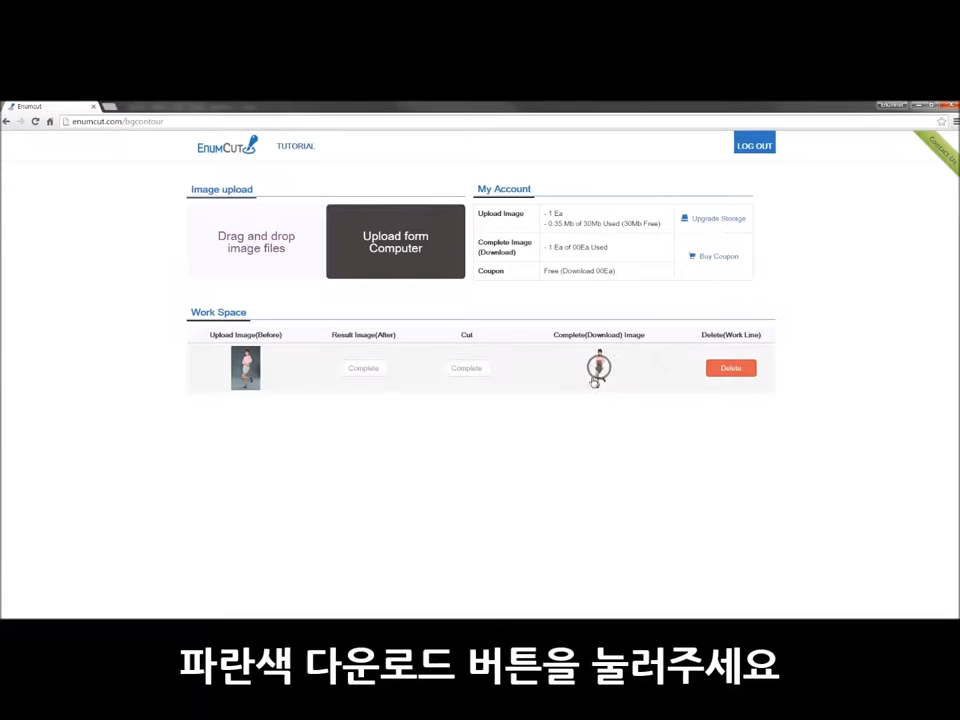 Enumcut
Enumcut
enumcut.com/bgcontour
ENUMCUT
TUTORIAL
LOG OUT
Contact Us
Image upload
My Account
Drag and drop
image files
Upload form
Computer
Upload Image
- 1 Ea
- 0.35 Mb of 30Mb Used (30Mb Free)
Upgrade Storage
Complete Image
(Download)
- 1 Ea of 00Ea Used
Buy Coupon
Coupon
Free (Download 00Ea)
Work Space
Upload Image(Before)
Result Image(After)
Cut
Complete(Download) Image
Delete(Work Line)
Complete
Complete
Delete
파란색 다운로드 버튼을 눌러주세요